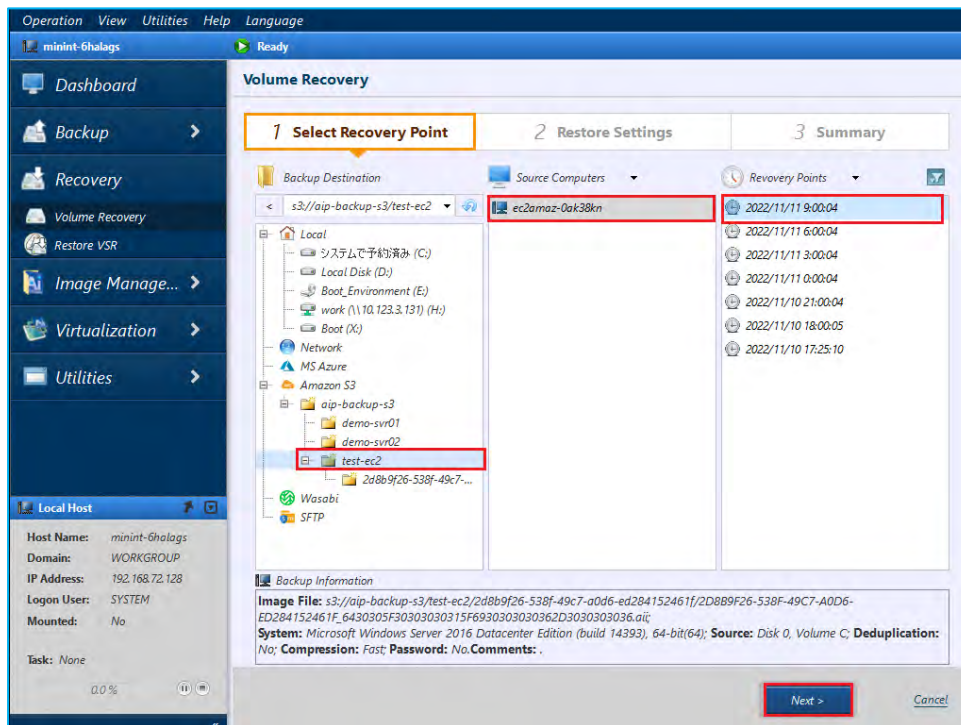 Operation View Utilities Help Language
minint-6halags
Ready
Dashboard
Backup
Recovery
Volume Recovery
Restore VSR
Image Manage...
Virtualization
Utilities
Local Host
Host Name: minint-6halags
Domain: WORKGROUP
IP Address: 192.168.72.128
Logon User: SYSTEM
Mounted: No
Task: None
0.0 %
Volume Recovery
1 Select Recovery Point
2 Restore Settings
3 Summary
Backup Destination
< s3://aip-backup-s3/test-ec2
Local
システムで予約済み (C:)
Local Disk (D:)
Boot_Environment (E:)
work (\\10.123.3.131) (H:)
Boot (X:)
Network
MS Azure
Amazon S3
aip-backup-s3
demo-svr01
demo-svr02
test-ec2
2d8b9f26-538f-49c7-...
Wasabi
SFTP
Source Computers
ec2amaz-0ak38kn
Revovery Points
2022/11/11 9:00:04
2022/11/11 6:00:04
2022/11/11 3:00:04
2022/11/11 0:00:04
2022/11/10 21:00:04
2022/11/10 18:00:05
2022/11/10 17:25:10
Backup Information
Image File: s3://aip-backup-s3/test-ec2/2d8b9f26-538f-49c7-a0d6-ed284152461f/2D8B9F26-538F-49C7-A0D6-
ED284152461F_6430305F30303030315F6930303030362D3030303036.aii;
System: Microsoft Windows Server 2016 Datacenter Edition (build 14393), 64-bit(64); Source: Disk 0, Volume C; Deduplication:
No; Compression: Fast; Password: No.Comments: .
Next >
Cancel